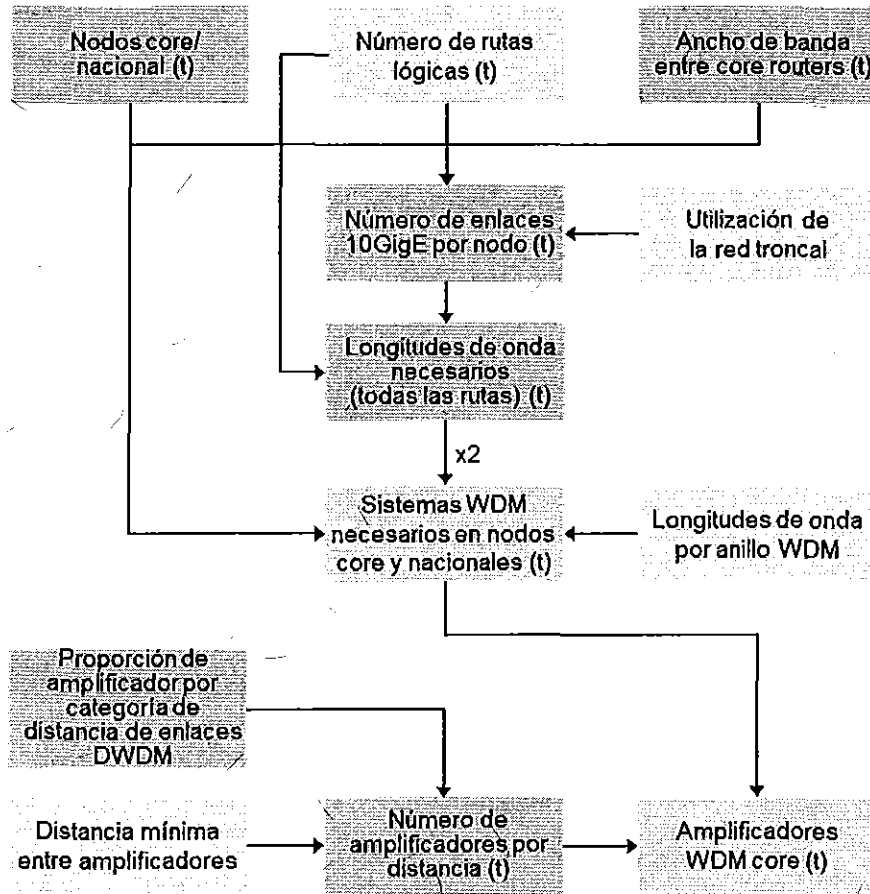 Nodos core/
nacional (t)
Número de rutas
lógicas (t)
Ancho de banda
entre core routers (t)
Número de enlaces
10GigE por nodo (t)
Utilización de
la red troncal
Longitudes de onda
necesarios
(todas las rutas) (t)
x2
Sistemas WDM
necesarios en nodos
core y nacionales (t)
Longitudes de onda
por anillo WDM
Proporción de
amplificador por
categoría de
distancia de enlaces
DWDM
Distancia mínima
entre amplificadores
Número de
amplificadores por
distancia (t)
Amplificadores
WDM core (t)